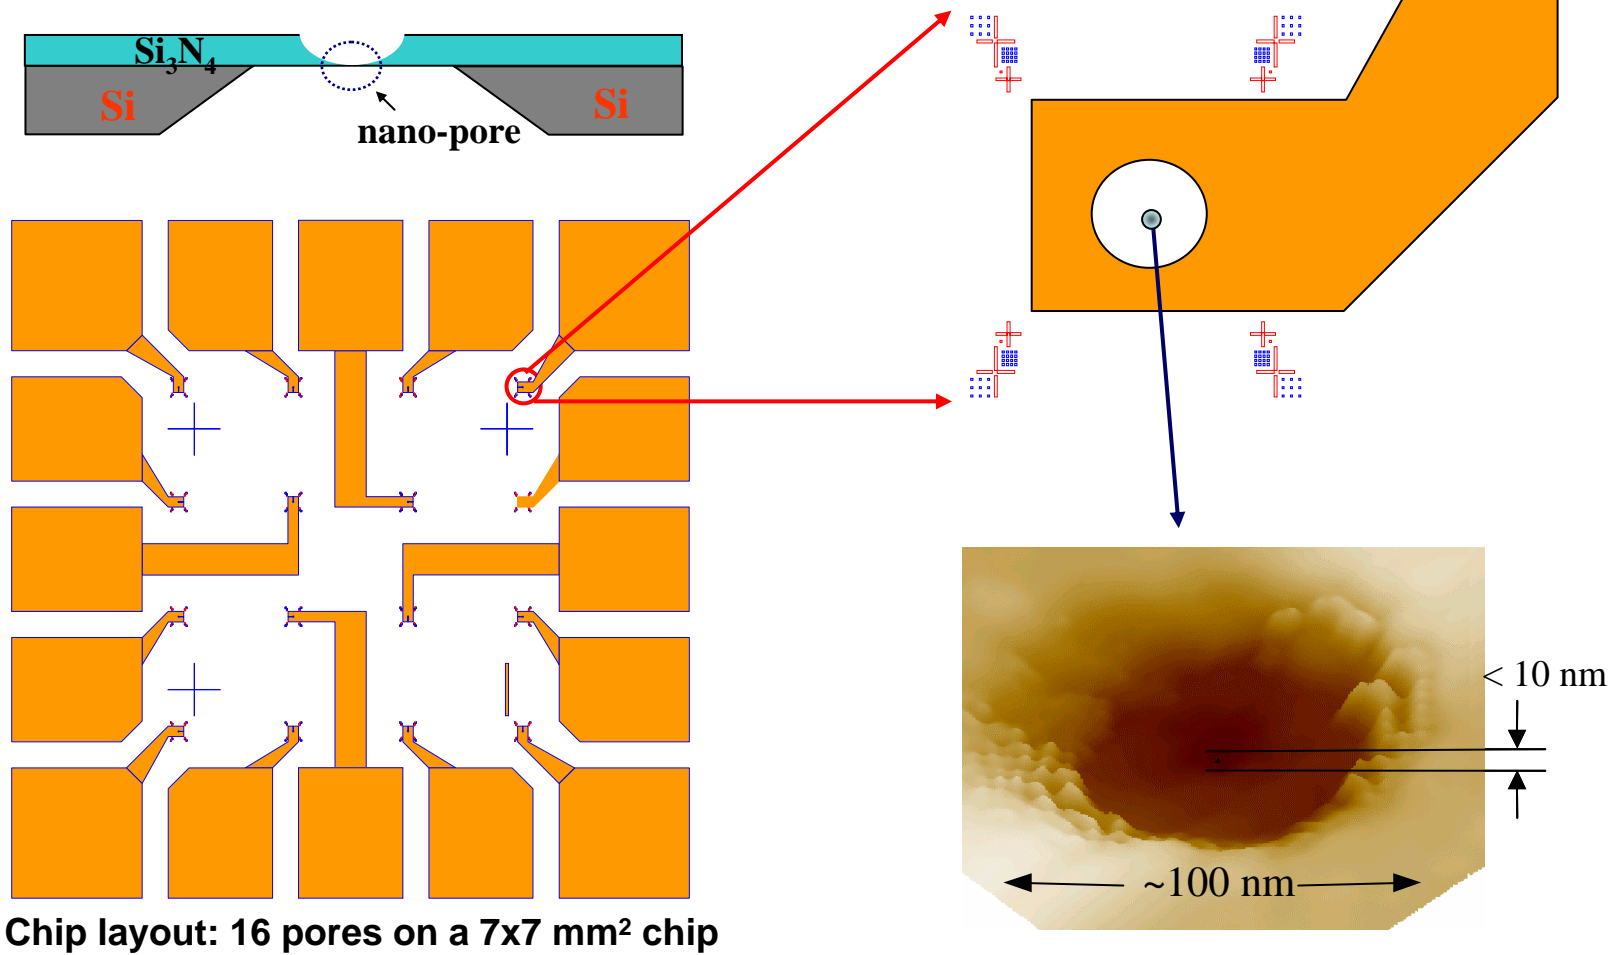 Si₃N₄
Si
Si
nano-pore
< 10 nm
~100 nm
Chip layout: 16 pores on a 7x7 mm² chip